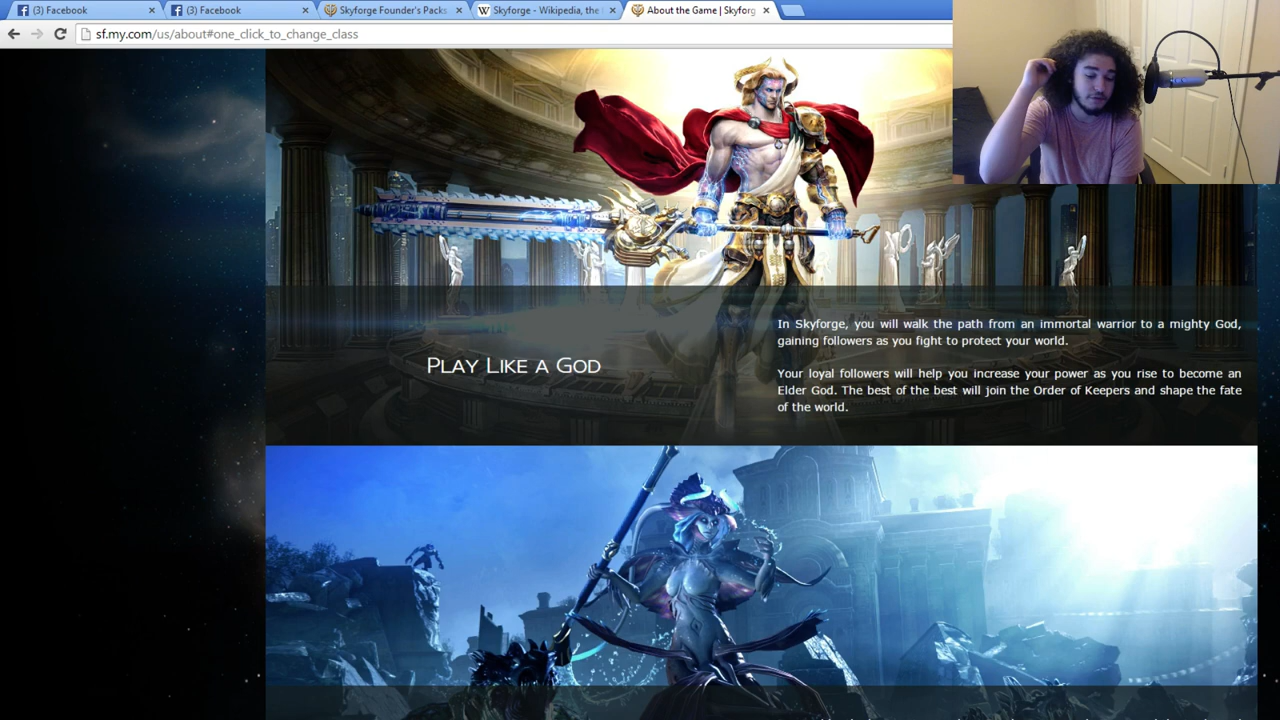 (3) Facebook
(3) Facebook
Skyforge Founder's Packs
Skyforge - Wikipedia, the
About the Game | Skyforg
sf.my.com/us/about#one_click_to_change_class
PLAY LIKE A GOD
In Skyforge, you will walk the path from an immortal warrior to a mighty God,
gaining followers as you fight to protect your world.
Your loyal followers will help you increase your power as you rise to become an
Elder God. The best of the best will join the Order of Keepers and shape the fate
of the world.